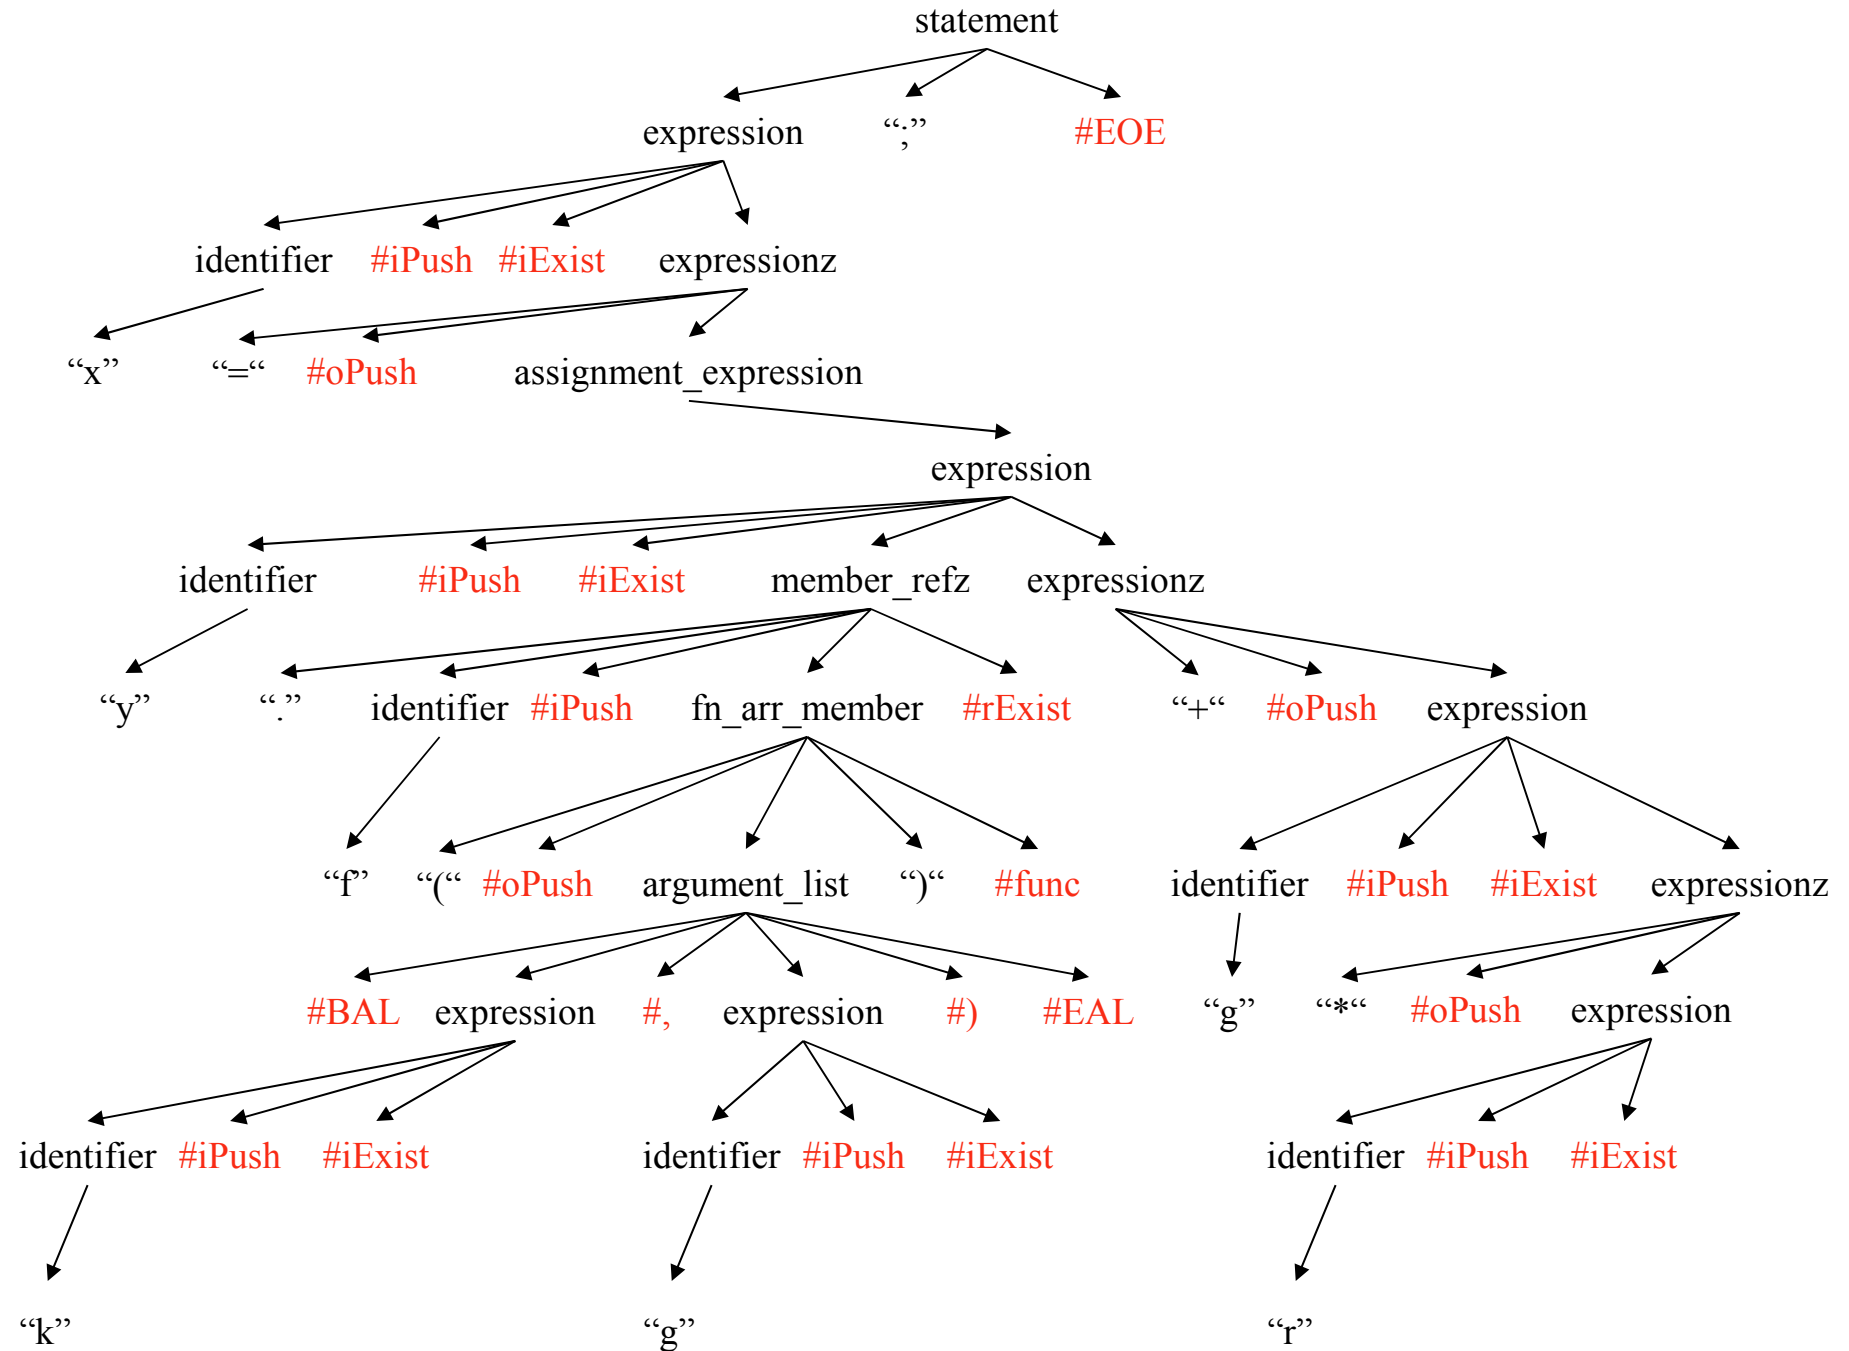 statement
expression “;” #EOE
identifier #iPush #iExist expressionz
“x” “=“ #oPush assignment_expression
expression
identifier #iPush #iExist member_refz expressionz
“y” “.” identifier #iPush fn_arr_member #rExist “+“ #oPush expression
“f” “(“ #oPush argument_list “)“ #func identifier #iPush #iExist expressionz
#BAL expression #, expression #) #EAL “g” “*“ #oPush expression
identifier #iPush #iExist identifier #iPush #iExist identifier #iPush #iExist
“k” “g” “r”